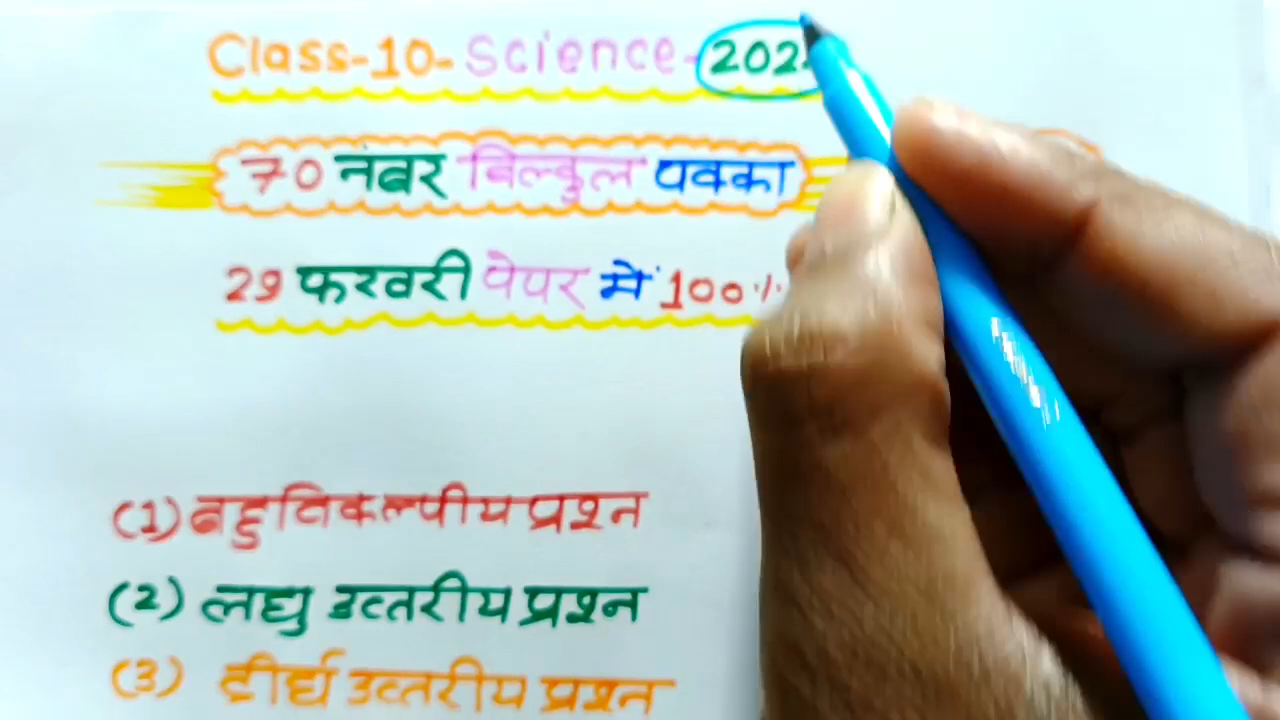 Class-10-Science-202
70 नंबर बिल्कुल पक्का
29 फरवरी पेपर में 100%
(1) बहुविकल्पीय प्रश्न
(2) लघु उत्तरीय प्रश्न
(3) दीर्घ उत्तरीय प्रश्न